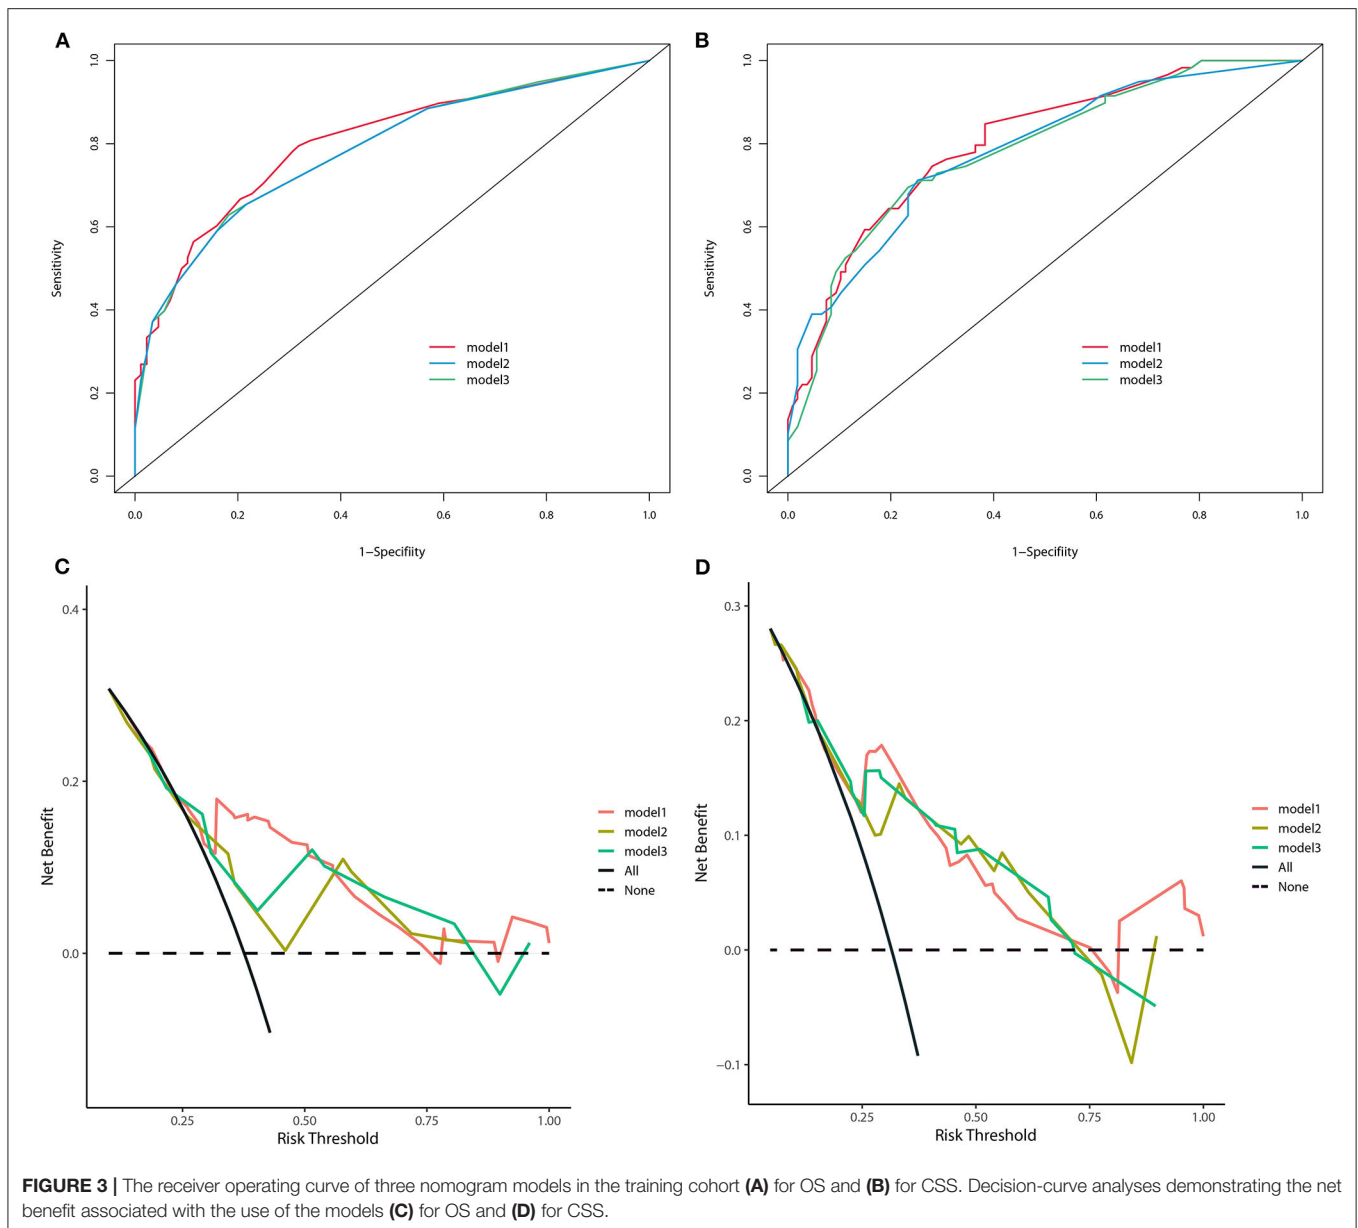 A
Sensitivity
1.0
0.8
0.6
0.4
0.2
0.0
model1
model2
model3
0.0 0.2 0.4 0.6 0.8 1.0
1−Specifiity
B
Sensitivity
1.0
0.8
0.6
0.4
0.2
0.0
model1
model2
model3
0.0 0.2 0.4 0.6 0.8 1.0
1−Specifiity
C
Net Benefit
0.4
0.2
0.0
model1
model2
model3
All
None
0.25 0.50 0.75 1.00
Risk Threshold
D
Net Benefit
0.3
0.2
0.1
0.0
−0.1
model1
model2
model3
All
None
0.25 0.50 0.75 1.00
Risk Threshold
FIGURE 3 | The receiver operating curve of three nomogram models in the training cohort (A) for OS and (B) for CSS. Decision-curve analyses demonstrating the net
benefit associated with the use of the models (C) for OS and (D) for CSS.